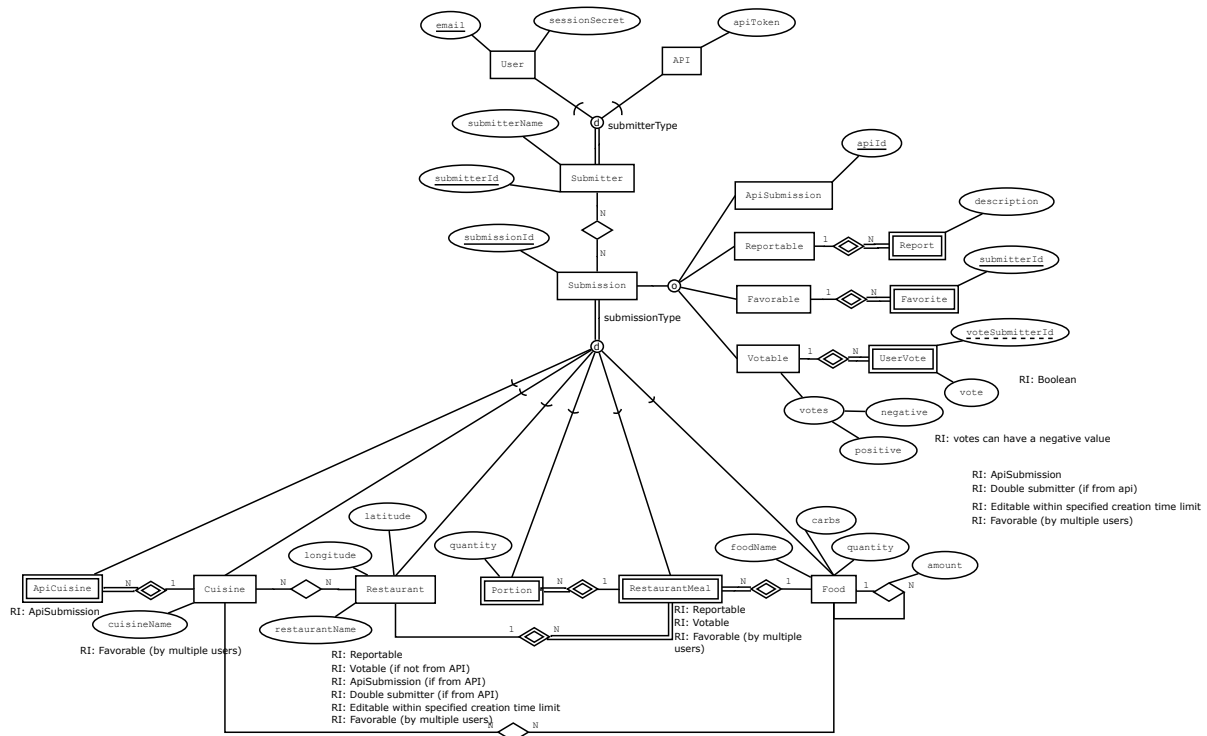 email
sessionSecret
apiToken
User
API
d
submitterType
submitterName
submitterId
Submitter
apiId
ApiSubmission
N
submissionId
N
description
Reportable
1
N
Report
submitterId
Submission
o
Favorable
1
N
Favorite
submissionType
d
voteSubmitterId
Votable
1
N
UserVote
RI: Boolean
vote
votes
negative
RI: votes can have a negative value
positive
RI: ApiSubmission
RI: Double submitter (if from api)
RI: Editable within specified creation time limit
RI: Favorable (by multiple users)
latitude
longitude
quantity
foodName
carbs
quantity
amount
ApiCuisine
N
1
Cuisine
N
N
Restaurant
Portion
N
1
RestaurantMeal
N
1
Food
1
N
RI: ApiSubmission
cuisineName
restaurantName
1
N
RI: Reportable
RI: Votable
RI: Favorable (by multiple
users)
RI: Favorable (by multiple users)
RI: Reportable
RI: Votable (if not from API)
RI: ApiSubmission (if from API)
RI: Double submitter (if from API)
RI: Editable within specified creation time limit
RI: Favorable (by multiple users)
N
N